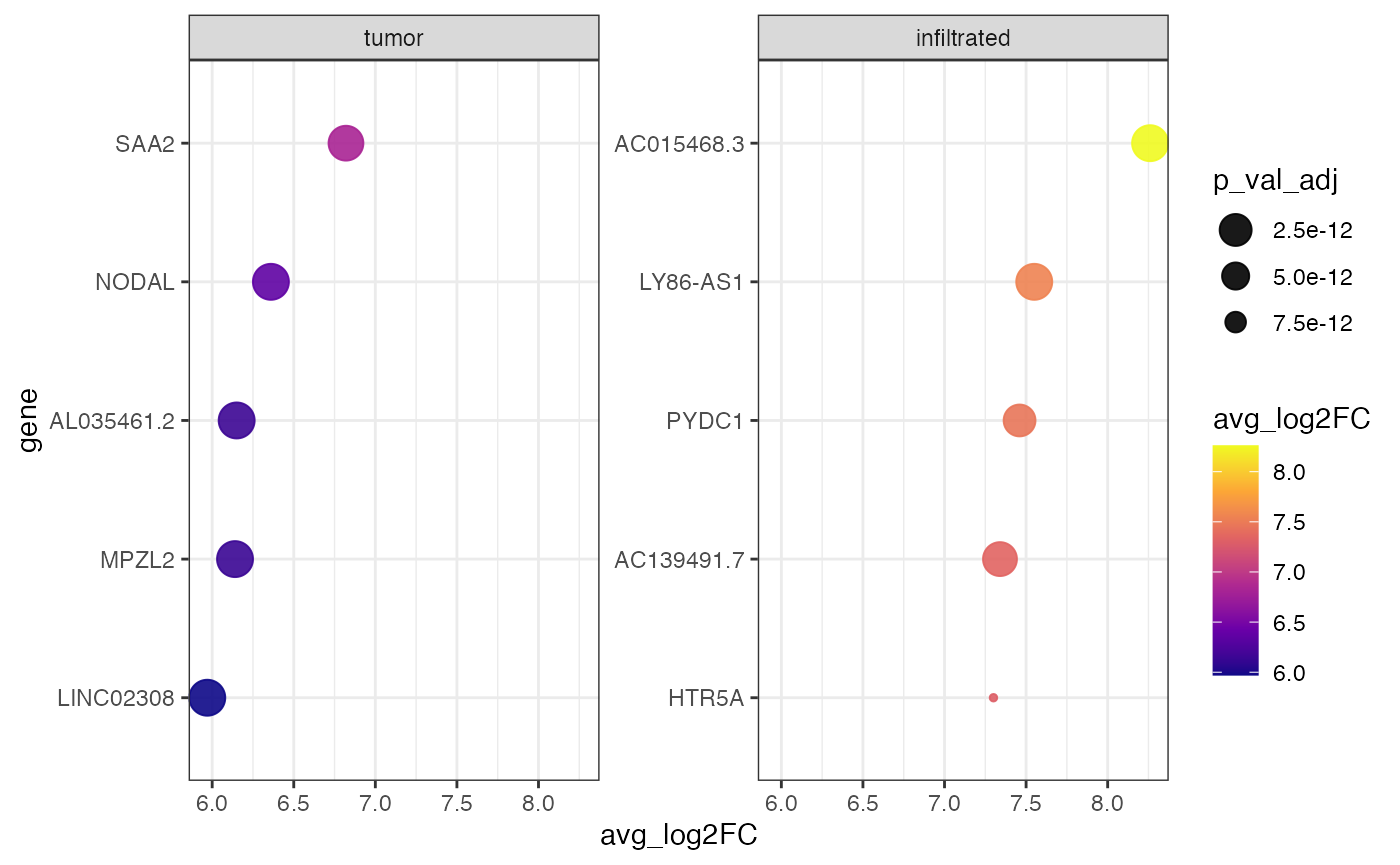 tumor
infiltrated
SAA2
NODAL
AL035461.2
MPZL2
LINC02308
AC015468.3
LY86-AS1
PYDC1
AC139491.7
HTR5A
gene
6.0 6.5 7.0 7.5 8.0
6.0 6.5 7.0 7.5 8.0
avg_log2FC
p_val_adj
2.5e-12
5.0e-12
7.5e-12
avg_log2FC
8.0
7.5
7.0
6.5
6.0